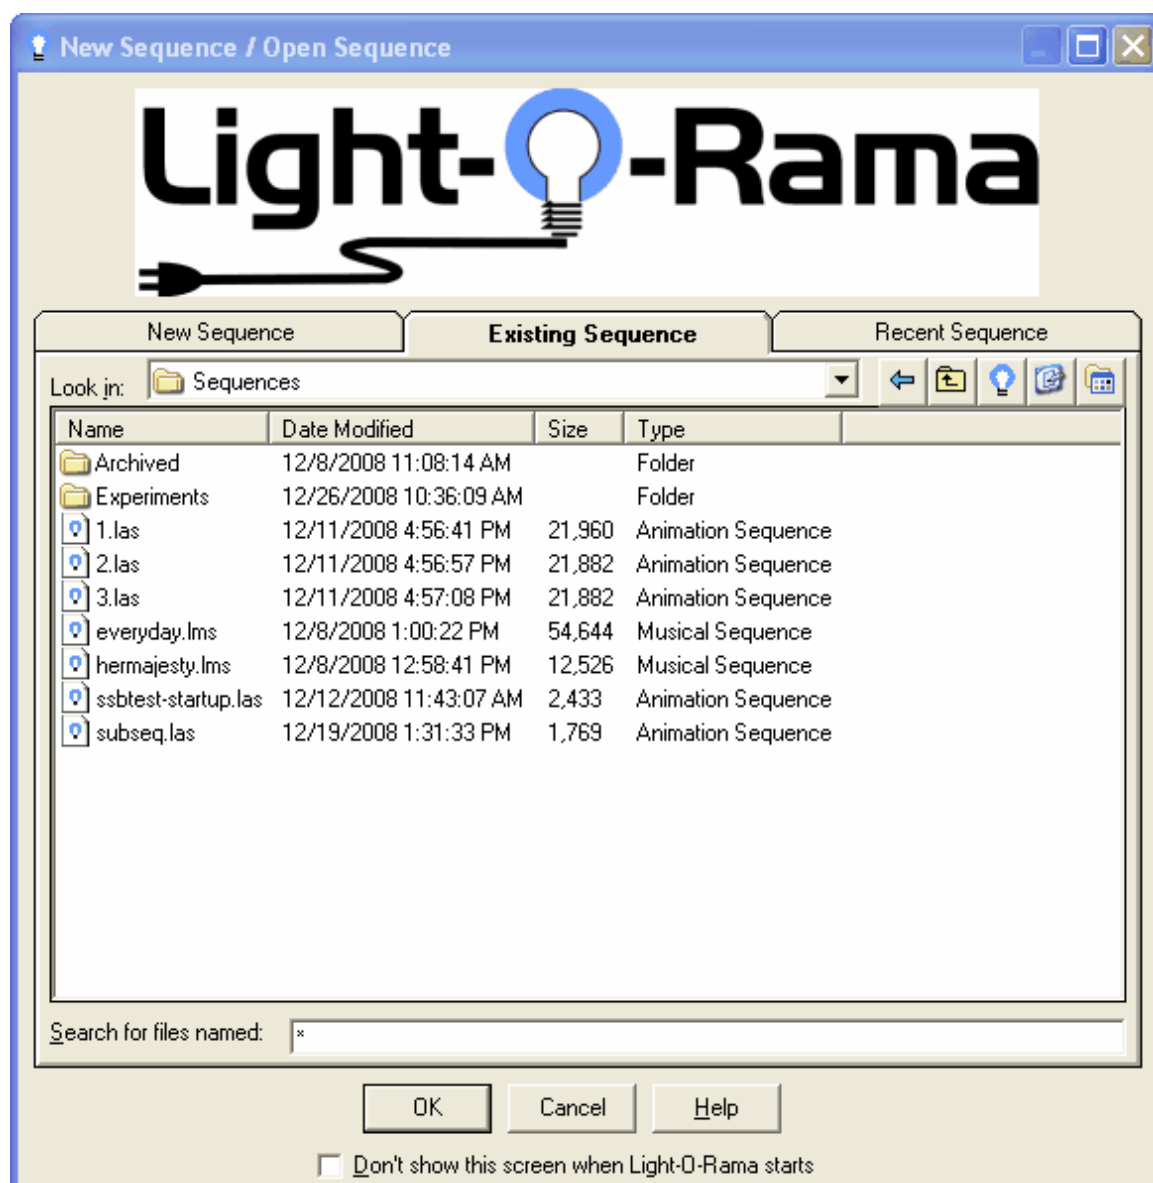 New Sequence / Open Sequence
Light-O-Rama
New Sequence Existing Sequence Recent Sequence
Look in: Sequences
Name Date Modified Size Type
Archived 12/8/2008 11:08:14 AM Folder
Experiments 12/26/2008 10:36:09 AM Folder
1.las 12/11/2008 4:56:41 PM 21,960 Animation Sequence
2.las 12/11/2008 4:56:57 PM 21,882 Animation Sequence
3.las 12/11/2008 4:57:08 PM 21,882 Animation Sequence
everyday.lms 12/8/2008 1:00:22 PM 54,644 Musical Sequence
hermajesty.lms 12/8/2008 12:58:41 PM 12,526 Musical Sequence
ssbtest-startup.las 12/12/2008 11:43:07 AM 2,433 Animation Sequence
subseq.las 12/19/2008 1:31:33 PM 1,769 Animation Sequence
Search for files named: *
OK Cancel Help
Don't show this screen when Light-O-Rama starts